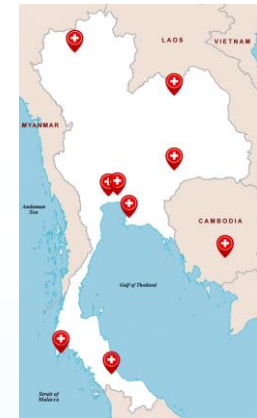 LAOS
VIETNAM
MYANMAR
Andaman
Sea
CAMBODIA
Gulf of Thailand
Strait of
Malacca